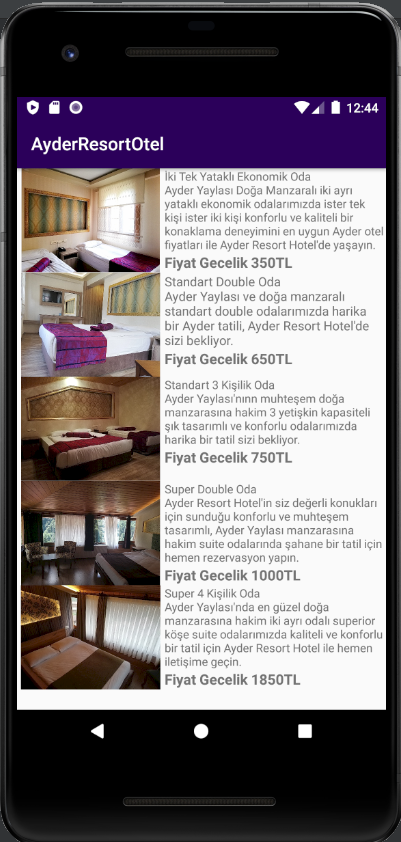 12:44
AyderResortOtel
İki Tek Yataklı Ekonomik Oda
Ayder Yaylası Doğa Manzaralı iki ayrı
yataklı ekonomik odalarımızda ister tek
kişi ister iki kişi konforlu ve kaliteli bir
konaklama deneyimini en uygun Ayder otel
fiyatları ile Ayder Resort Hotel'de yaşayın.
Fiyat Gecelik 350TL
Standart Double Oda
Ayder Yaylası ve doğa manzaralı
standart double odalarımızda harika
bir Ayder tatili, Ayder Resort Hotel'de
sizi bekliyor.
Fiyat Gecelik 650TL
Standart 3 Kişilik Oda
Ayder Yaylası'nınn muhteşem doğa
manzarasına hakim 3 yetişkin kapasiteli
şık tasarımlı ve konforlu odalarımızda
harika bir tatil sizi bekliyor.
Fiyat Gecelik 750TL
Super Double Oda
Ayder Resort Hotel'in siz değerli konukları
için sunduğu konforlu ve muhteşem
tasarımlı, Ayder Yaylası manzarasına
hakim suite odalarında şahane bir tatil için
hemen rezervasyon yapın.
Fiyat Gecelik 1000TL
Super 4 Kişilik Oda
Ayder Yaylası'nda en güzel doğa
manzarasına hakim iki ayrı odalı superior
köşe suite odalarımızda kaliteli ve konforlu
bir tatil için Ayder Resort Hotel ile hemen
iletişime geçin.
Fiyat Gecelik 1850TL